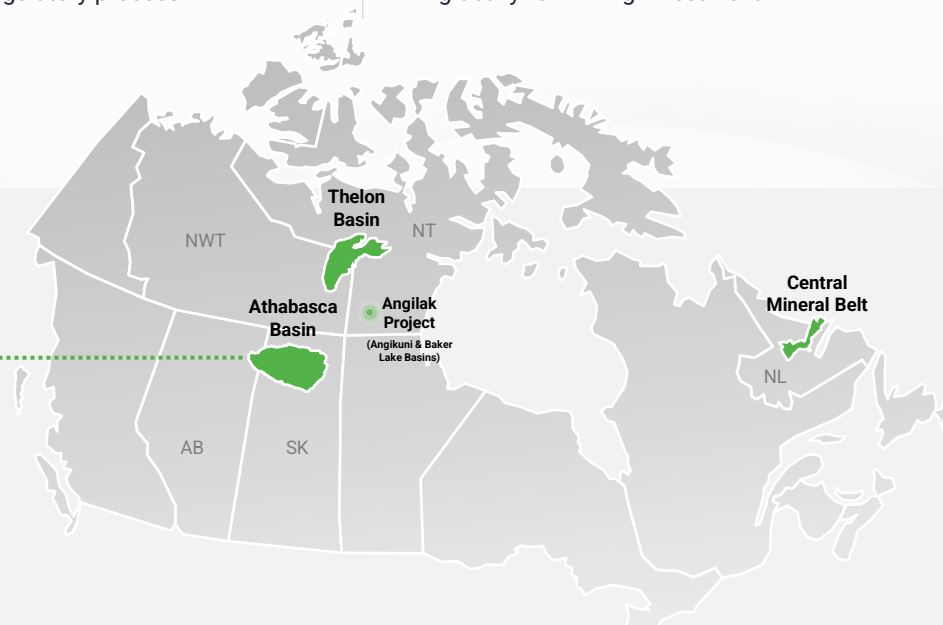 Thelon
Basin
NWT
NT
Central
Mineral Belt
Athabasca
Basin
Angilak
Project
(Angikuni & Baker
Lake Basins)
NL
AB
SK